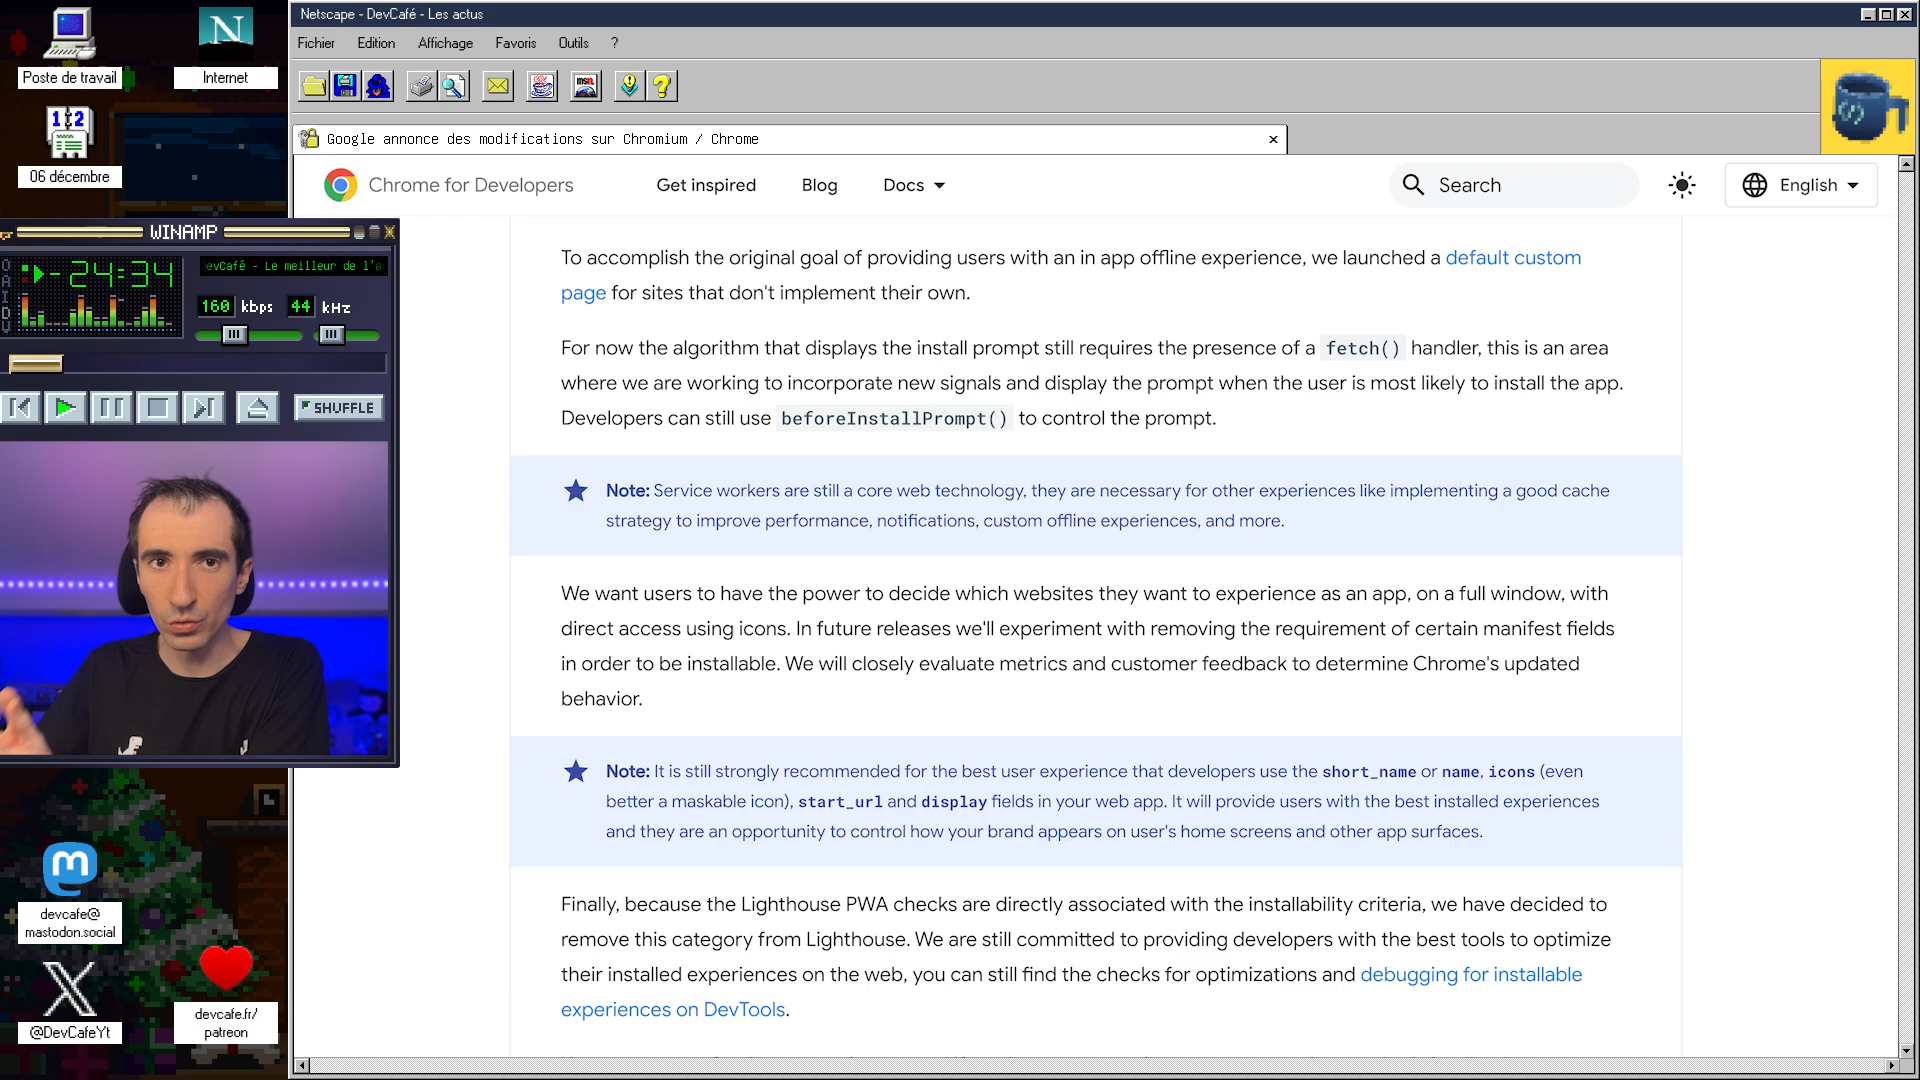 Poste de travail
Internet
12
06 décembre
Netscape - DevCafé - Les actus
Fichier
Edition
Affichage
Favoris
Outils
?
msn
Google annonce des modifications sur Chromium / Chrome
Chrome for Developers
Get inspired
Blog
Docs
Search
English
WINAMP
OAIDU
-24:34
evCafé - Le meilleur de l'a
160 kbps 44 kHz
SHUFFLE
To accomplish the original goal of providing users with an in app offline experience, we launched a default custom
page for sites that don't implement their own.
For now the algorithm that displays the install prompt still requires the presence of a fetch() handler, this is an area
where we are working to incorporate new signals and display the prompt when the user is most likely to install the app.
Developers can still use beforeInstallPrompt() to control the prompt.
Note: Service workers are still a core web technology, they are necessary for other experiences like implementing a good cache
strategy to improve performance, notifications, custom offline experiences, and more.
We want users to have the power to decide which websites they want to experience as an app, on a full window, with
direct access using icons. In future releases we'll experiment with removing the requirement of certain manifest fields
in order to be installable. We will closely evaluate metrics and customer feedback to determine Chrome's updated
behavior.
Note: It is still strongly recommended for the best user experience that developers use the short_name or name, icons (even
better a maskable icon), start_url and display fields in your web app. It will provide users with the best installed experiences
and they are an opportunity to control how your brand appears on user's home screens and other app surfaces.
Finally, because the Lighthouse PWA checks are directly associated with the installability criteria, we have decided to
remove this category from Lighthouse. We are still committed to providing developers with the best tools to optimize
their installed experiences on the web, you can still find the checks for optimizations and debugging for installable
experiences on DevTools.
devcafe@
mastodon.social
@DevCafeYt
devcafe.fr/
patreon